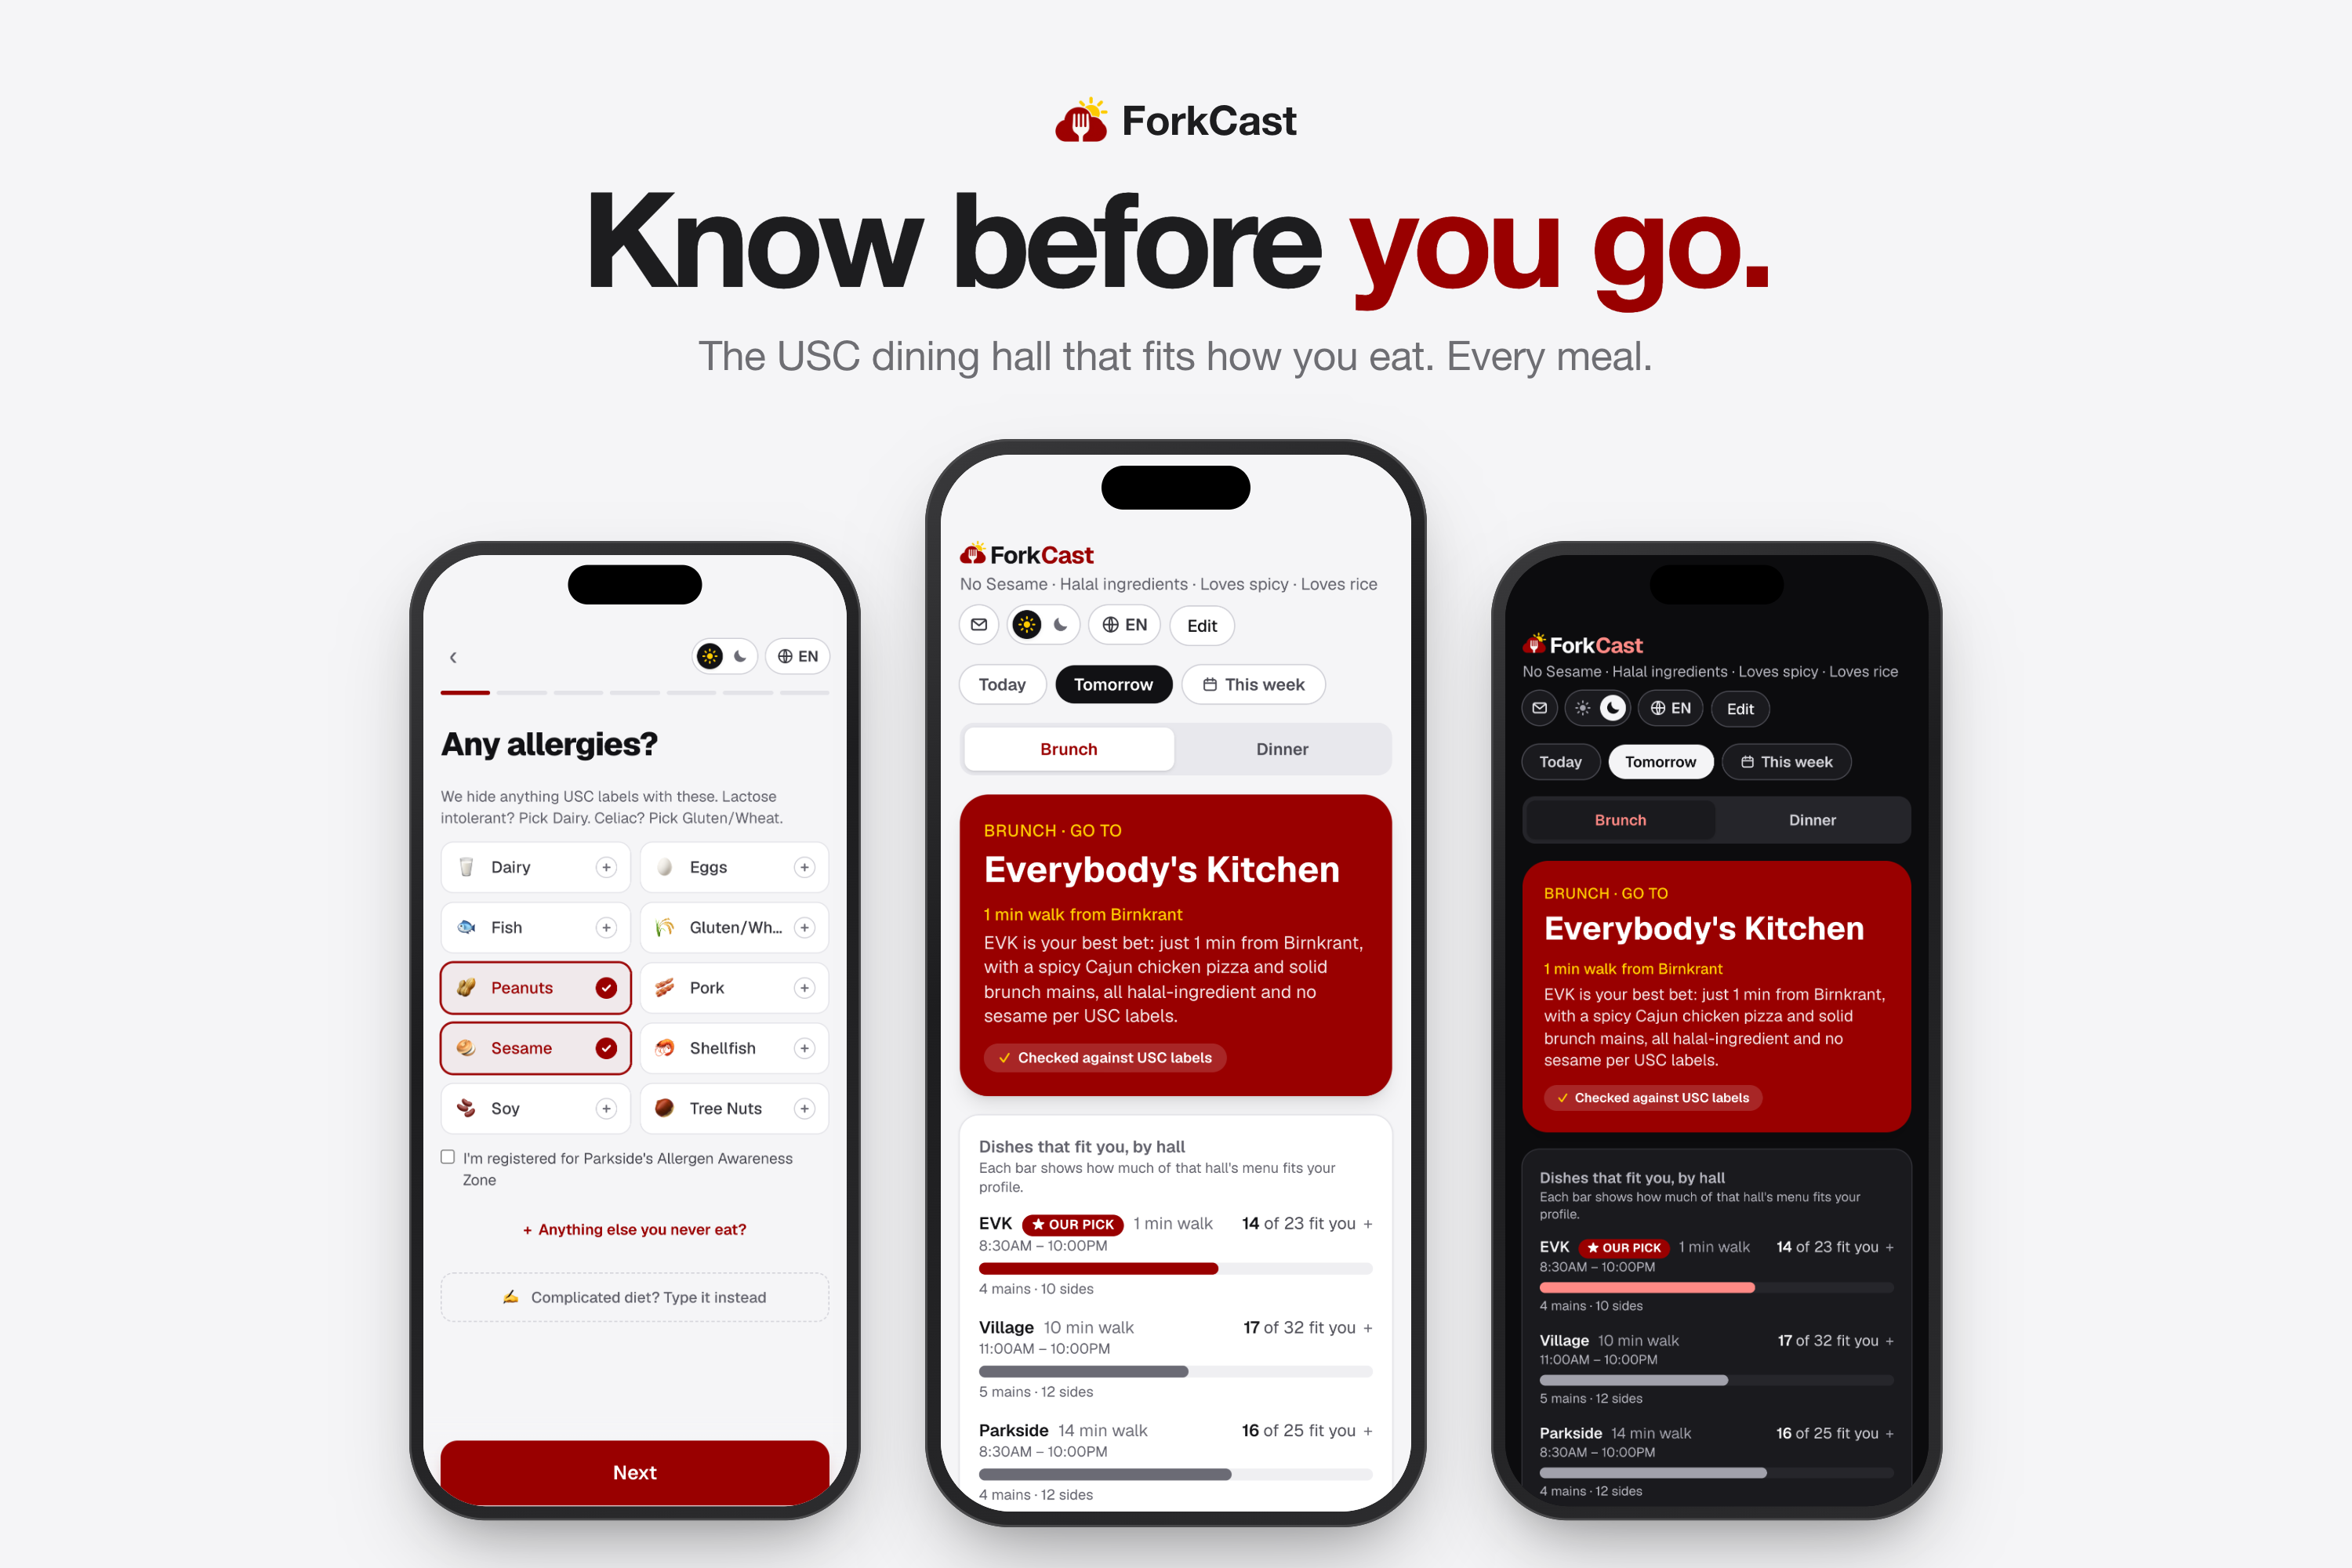 ForkCast
Know before you go.
The USC dining hall that fits how you eat. Every meal.
‹
EN
Any allergies?
We hide anything USC labels with these. Lactose
intolerant? Pick Dairy. Celiac? Pick Gluten/Wheat.
Dairy +
Eggs +
Fish +
Gluten/Wh... +
Peanuts
Pork +
Sesame
Shellfish +
Soy +
Tree Nuts +
I'm registered for Parkside's Allergen Awareness
Zone
+ Anything else you never eat?
Complicated diet? Type it instead
Next
ForkCast
No Sesame · Halal ingredients · Loves spicy · Loves rice
EN
Edit
Today
Tomorrow
This week
Brunch
Dinner
BRUNCH · GO TO
Everybody's Kitchen
1 min walk from Birnkrant
EVK is your best bet: just 1 min from Birnkrant,
with a spicy Cajun chicken pizza and solid
brunch mains, all halal-ingredient and no
sesame per USC labels.
✓ Checked against USC labels
Dishes that fit you, by hall
Each bar shows how much of that hall's menu fits your
profile.
EVK ★ OUR PICK 1 min walk 14 of 23 fit you +
8:30AM – 10:00PM
4 mains · 10 sides
Village 10 min walk 17 of 32 fit you +
11:00AM – 10:00PM
5 mains · 12 sides
Parkside 14 min walk 16 of 25 fit you +
8:30AM – 10:00PM
4 mains · 12 sides
ForkCast
No Sesame · Halal ingredients · Loves spicy · Loves rice
EN
Edit
Today
Tomorrow
This week
Brunch
Dinner
BRUNCH · GO TO
Everybody's Kitchen
1 min walk from Birnkrant
EVK is your best bet: just 1 min from Birnkrant,
with a spicy Cajun chicken pizza and solid
brunch mains, all halal-ingredient and no
sesame per USC labels.
✓ Checked against USC labels
Dishes that fit you, by hall
Each bar shows how much of that hall's menu fits your
profile.
EVK ★ OUR PICK 1 min walk 14 of 23 fit you +
8:30AM – 10:00PM
4 mains · 10 sides
Village 10 min walk 17 of 32 fit you +
11:00AM – 10:00PM
5 mains · 12 sides
Parkside 14 min walk 16 of 25 fit you +
8:30AM – 10:00PM
4 mains · 12 sides